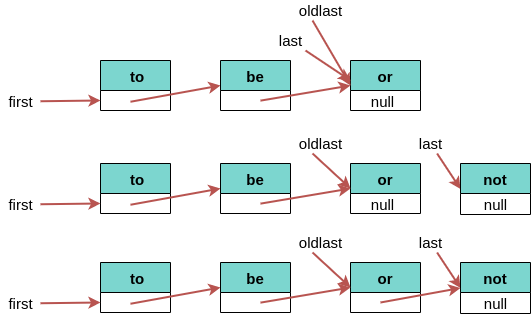 oldlast
last
to be or
first null
oldlast last
to be or not
first null null
oldlast last
to be or not
first null